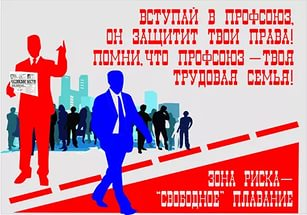 ВСТУПАЙ В ПРОФСОЮЗ,
ОН ЗАЩИТИТ ТВОИ ПРАВА!
ПОМНИ, ЧТО ПРОФСОЮЗ — ТВОЯ
ТРУДОВАЯ СЕМЬЯ!
ЗОНА РИСКА—
"СВОБОДНОЕ" ПЛАВАНИЕ